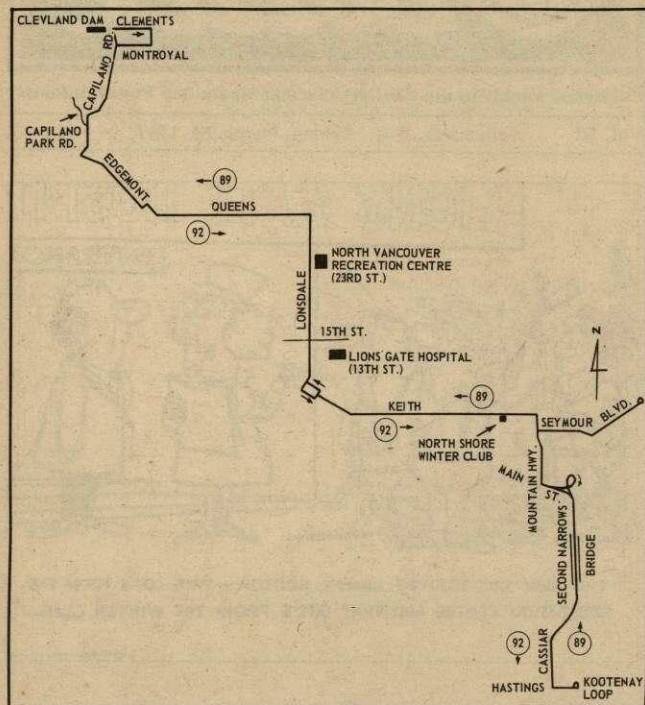 CLEVLAND DAM
CLEMENTS
MONTROYAL
CAPILANO RD.
CAPILANO
PARK RD.
EDGEMONT
89
QUEENS
92
NORTH VANCOUVER
RECREATION CENTRE
(23RD ST.)
LONSDALE
15TH ST.
LIONS' GATE HOSPITAL
(13TH ST.)
N
KEITH
89
92
SEYMOUR BLVD.
NORTH SHORE
WINTER CLUB
MAIN ST.
MOUNTAIN HWY.
SECOND NARROWS
BRIDGE
CASSIAR
92
89
HASTINGS
KOOTENAY
LOOP